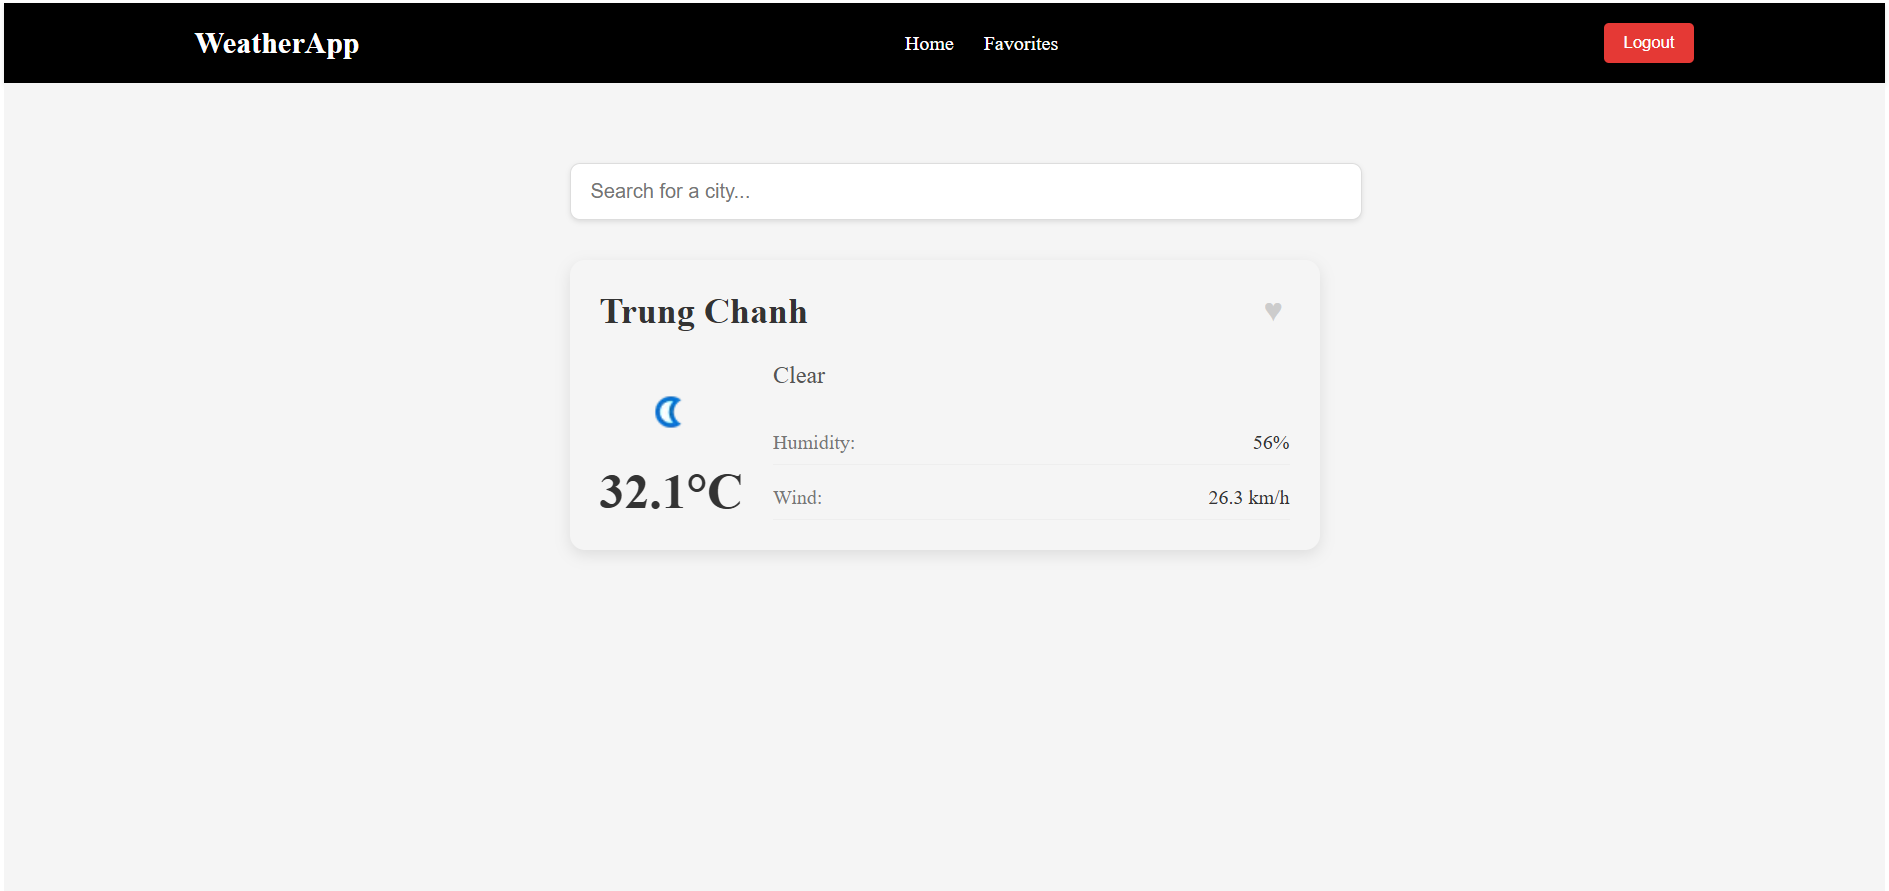 WeatherApp
Home
Favorites
Logout
Search for a city...
Trung Chanh
Clear
Humidity: 56%
32.1°C
Wind: 26.3 km/h